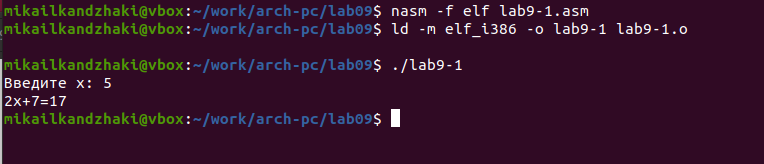 mikailkandzhaki@vbox:~/work/arch-pc/lab09$ nasm -f elf lab9-1.asm
mikailkandzhaki@vbox:~/work/arch-pc/lab09$ ld -m elf_i386 -o lab9-1 lab9-1.o
mikailkandzhaki@vbox:~/work/arch-pc/lab09$ ./lab9-1
Введите x: 5
2x+7=17
mikailkandzhaki@vbox:~/work/arch-pc/lab09$